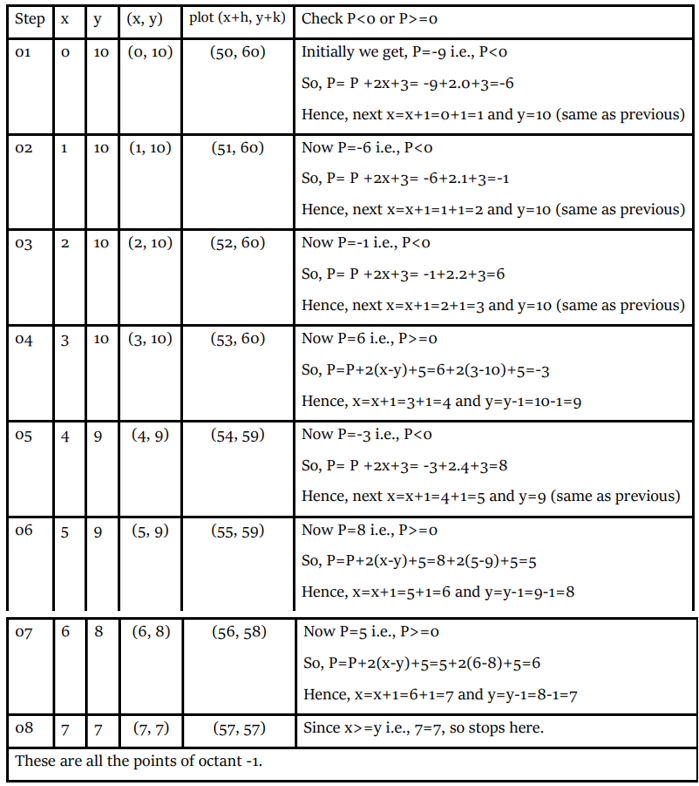 Step x y (x, y) plot (x+h, y+k) Check P<0 or P>=0
01 0 10 (0, 10) (50, 60) Initially we get, P=-9 i.e., P<0
So, P= P +2x+3= -9+2.0+3=-6
Hence, next x=x+1=0+1=1 and y=10 (same as previous)
02 1 10 (1, 10) (51, 60) Now P=-6 i.e., P<0
So, P= P +2x+3= -6+2.1+3=-1
Hence, next x=x+1=1+1=2 and y=10 (same as previous)
03 2 10 (2, 10) (52, 60) Now P=-1 i.e., P<0
So, P= P +2x+3= -1+2.2+3=6
Hence, next x=x+1=2+1=3 and y=10 (same as previous)
04 3 10 (3, 10) (53, 60) Now P=6 i.e., P>=0
So, P=P+2(x-y)+5=6+2(3-10)+5=-3
Hence, x=x+1=3+1=4 and y=y-1=10-1=9
05 4 9 (4, 9) (54, 59) Now P=-3 i.e., P<0
So, P= P +2x+3= -3+2.4+3=8
Hence, next x=x+1=4+1=5 and y=9 (same as previous)
06 5 9 (5, 9) (55, 59) Now P=8 i.e., P>=0
So, P=P+2(x-y)+5=8+2(5-9)+5=5
Hence, x=x+1=5+1=6 and y=y-1=9-1=8
07 6 8 (6, 8) (56, 58) Now P=5 i.e., P>=0
So, P=P+2(x-y)+5=5+2(6-8)+5=6
Hence, x=x+1=6+1=7 and y=y-1=8-1=7
08 7 7 (7, 7) (57, 57) Since x>=y i.e., 7=7, so stops here.
These are all the points of octant -1.